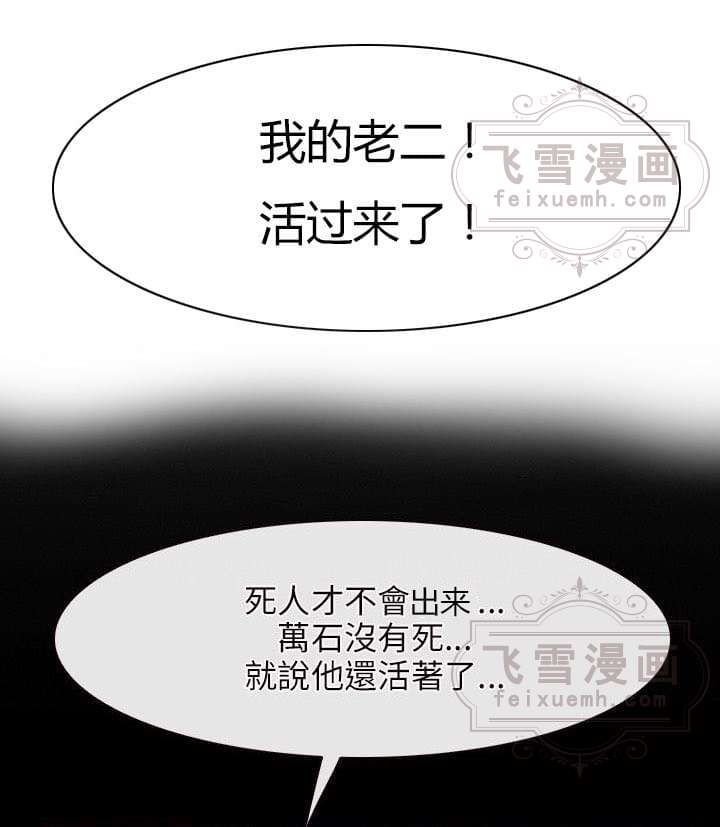 我的老二！
活过来了！
飞雪漫画
feixuemh.com
死人才不會出来...
萬石沒有死...
就說他還活著了...
飞雪漫画
feixuemh.com